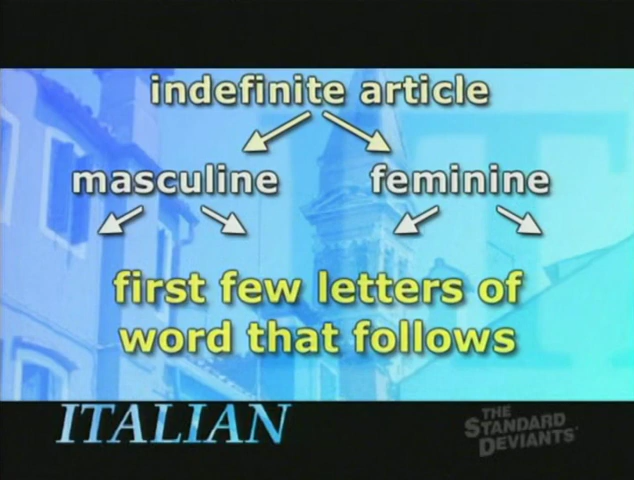 indefinite article
masculine feminine
first few letters of
word that follows
ITALIAN
THE
STANDARD
DEVIANTS